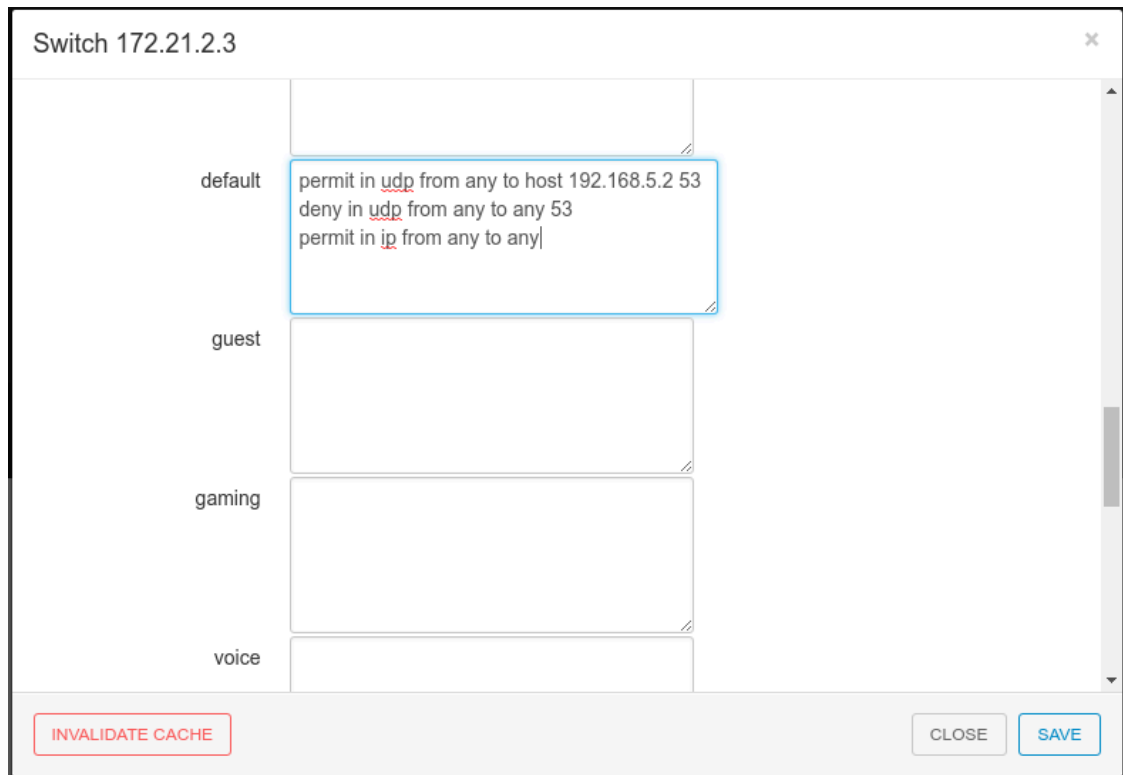 Switch 172.21.2.3
×
default
permit in udp from any to host 192.168.5.2 53
deny in udp from any to any 53
permit in ip from any to any
guest
gaming
voice
INVALIDATE CACHE
CLOSE
SAVE